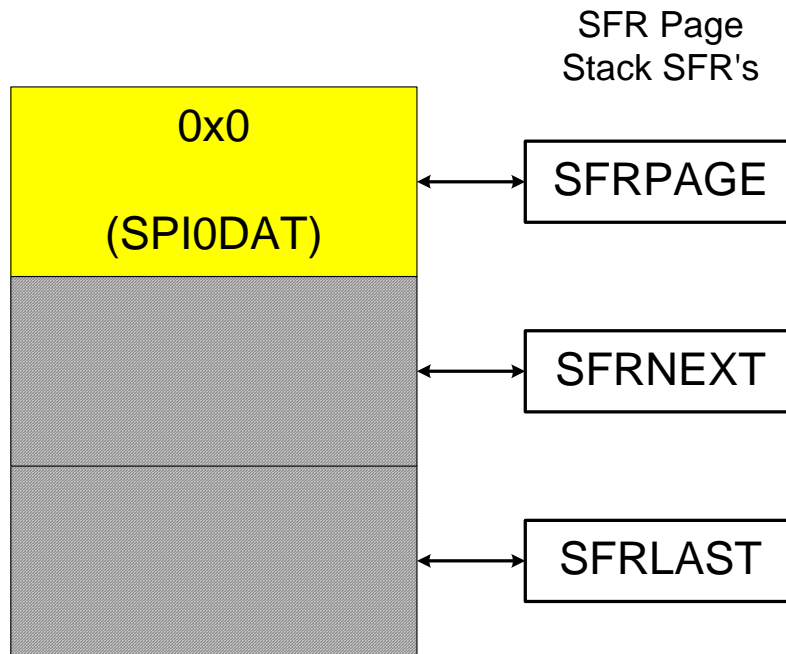 SFR Page
Stack SFR's
0x0
(SPI0DAT)
SFRPAGE
SFRNEXT
SFRLAST